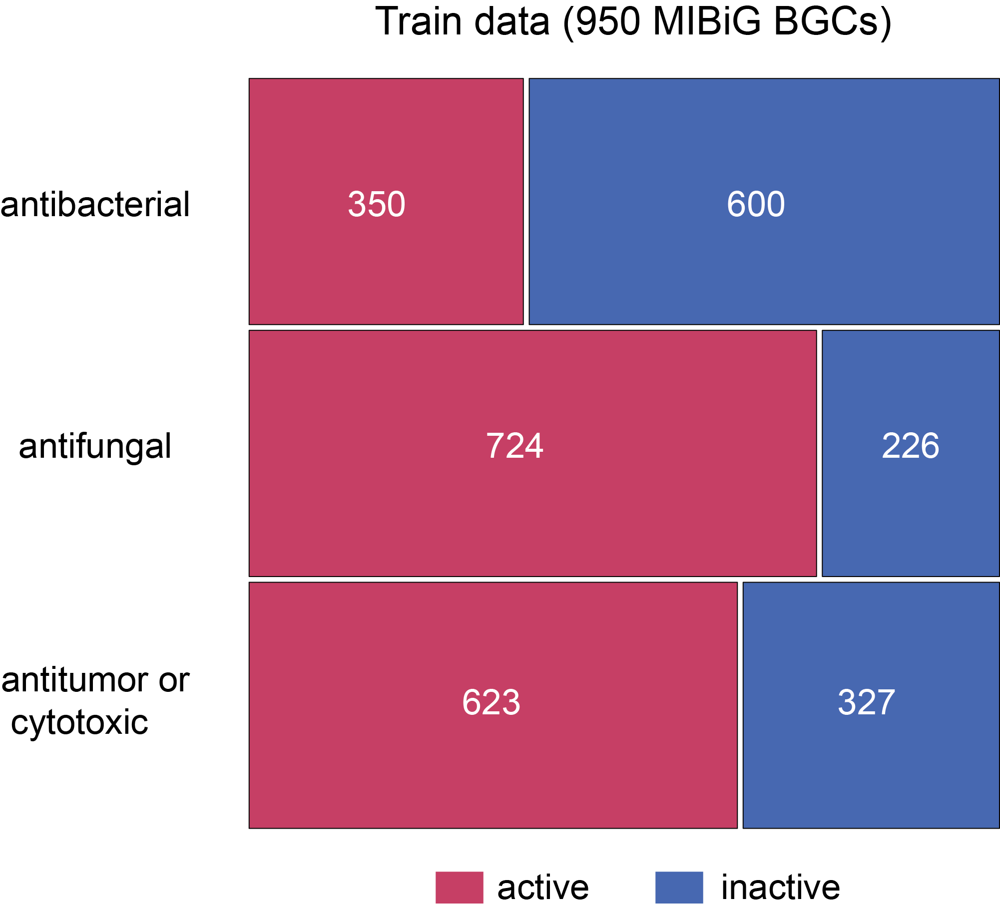 Train data (950 MIBiG BGCs)
antibacterial
350
600
antifungal
724
226
antitumor or
cytotoxic
623
327
active
inactive